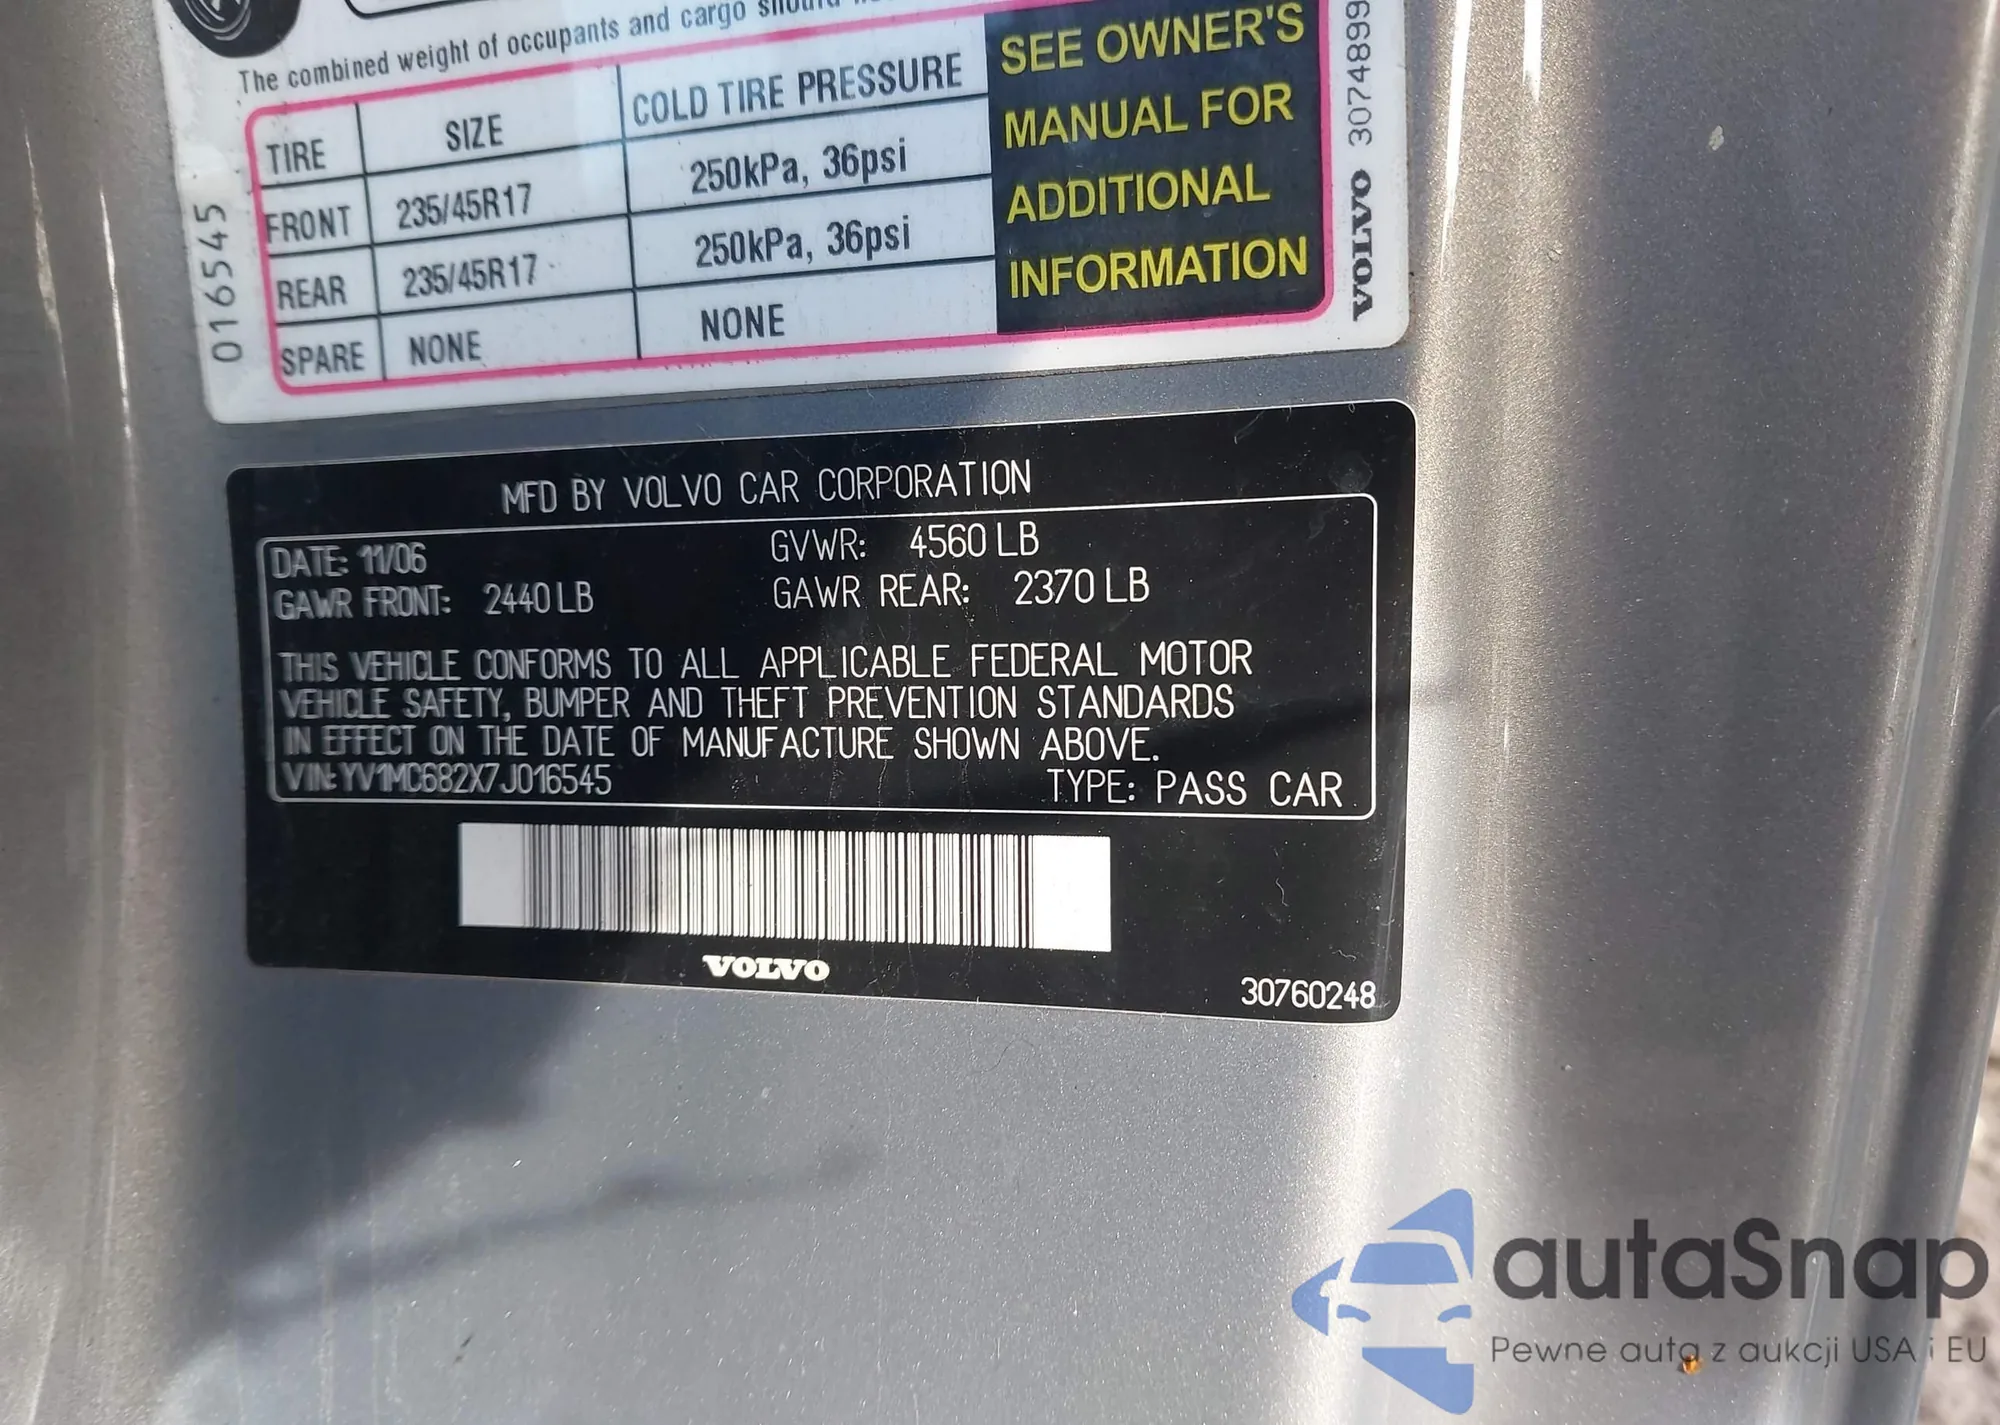 The combined weight of occupants and cargo should
TIRE SIZE COLD TIRE PRESSURE
FRONT 235/45R17 250kPa, 36psi
REAR 235/45R17 250kPa, 36psi
SPARE NONE NONE
SEE OWNER'S
MANUAL FOR
ADDITIONAL
INFORMATION
016545
VOLVO 30748999
MFD BY VOLVO CAR CORPORATION
DATE: 11/06 GVWR: 4560 LB
GAWR FRONT: 2440 LB GAWR REAR: 2370 LB
THIS VEHICLE CONFORMS TO ALL APPLICABLE FEDERAL MOTOR
VEHICLE SAFETY, BUMPER AND THEFT PREVENTION STANDARDS
IN EFFECT ON THE DATE OF MANUFACTURE SHOWN ABOVE.
VIN: YV1MC682X7J016545 TYPE: PASS CAR
VOLVO
30760248
autaSnap
Pewne auta z aukcji USA i EU